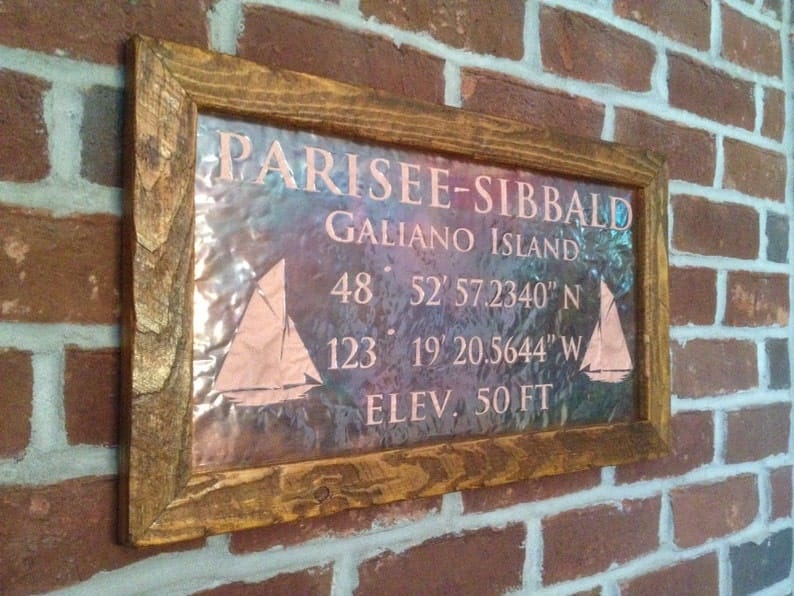 PARISEE-SIBBALD
GALIANO ISLAND
48° 52' 57.2340" N
123° 19' 20.5644" W
ELEV. 50 FT